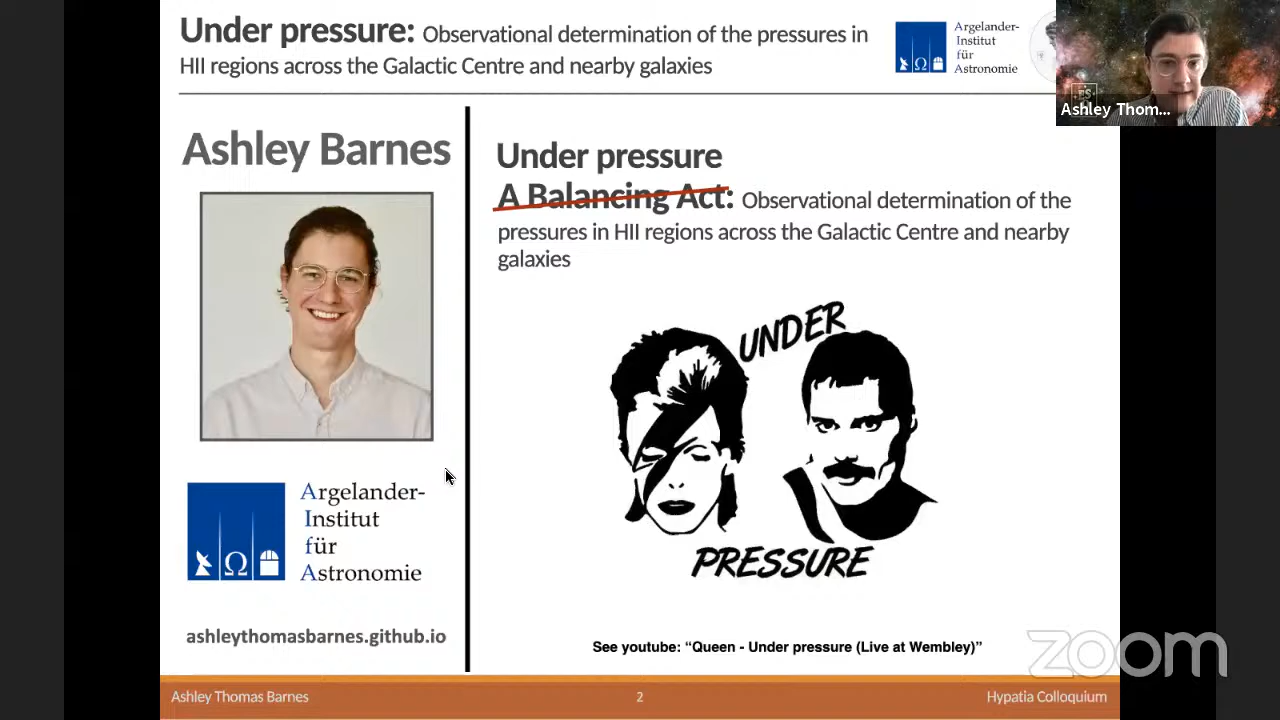 Under pressure: Observational determination of the pressures in
HII regions across the Galactic Centre and nearby galaxies
Argelander-
Institut
für
Astronomie
Ashley Thom...
Ashley Barnes
Under pressure
A Balancing Act: Observational determination of the
pressures in HII regions across the Galactic Centre and nearby
galaxies
UNDER
PRESSURE
Argelander-
Institut
für
Astronomie
ashleythomasbarnes.github.io
See youtube: “Queen - Under pressure (Live at Wembley)”
zoom
Ashley Thomas Barnes
2
Hypatia Colloquium